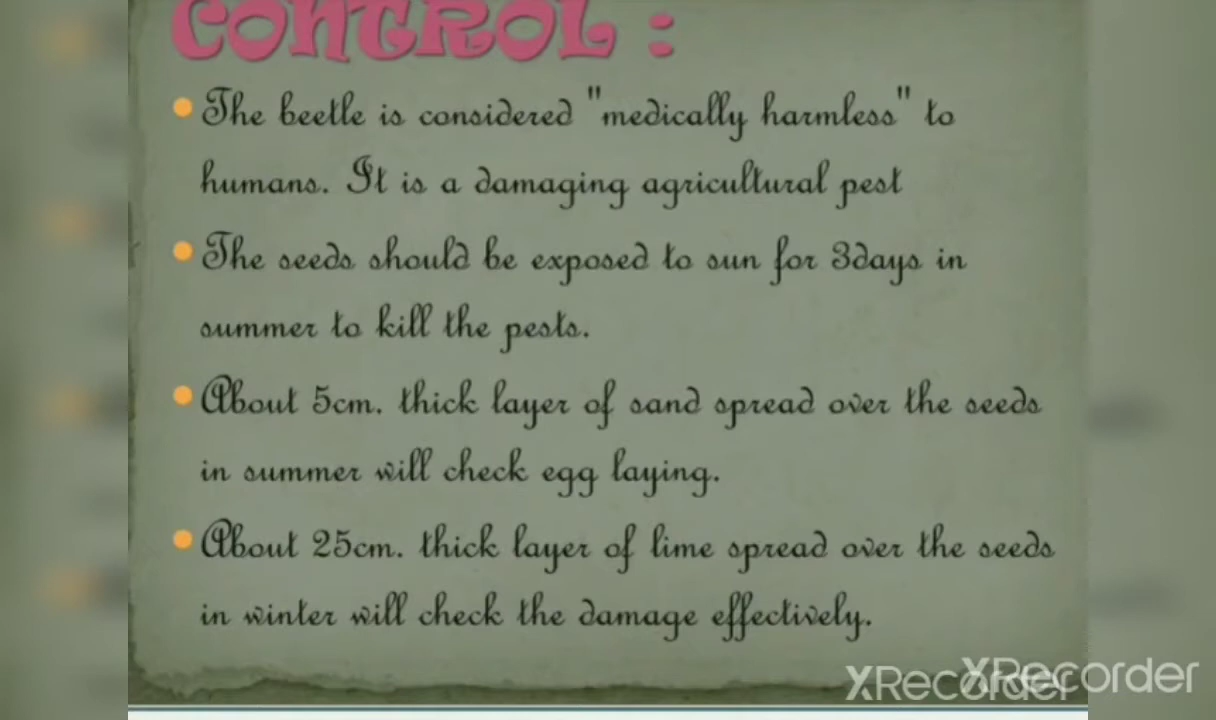 CONTROL :
The beetle is considered "medically harmless" to
humans. It is a damaging agricultural pest
The seeds should be exposed to sun for 3days in
summer to kill the pests.
About 5cm. thick layer of sand spread over the seeds
in summer will check egg laying.
About 25cm. thick layer of lime spread over the seeds
in winter will check the damage effectively.
XRecorder
XRecorder